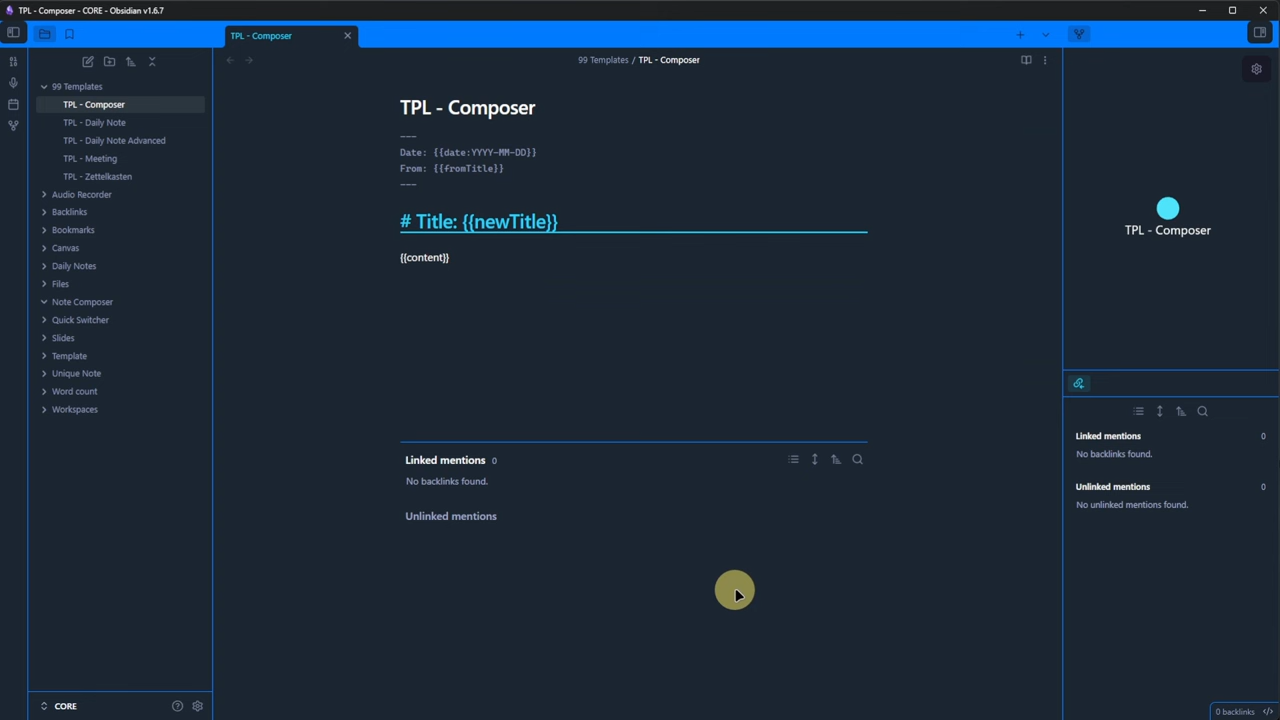 TPL - Composer - CORE - Obsidian v1.6.7
TPL - Composer
99 Templates / TPL - Composer
99 Templates
TPL - Composer
TPL - Daily Note
TPL - Daily Note Advanced
TPL - Meeting
TPL - Zettelkasten
Audio Recorder
Backlinks
Bookmarks
Canvas
Daily Notes
Files
Note Composer
Quick Switcher
Slides
Template
Unique Note
Word count
Workspaces
CORE
TPL - Composer
---
Date: {{date:YYYY-MM-DD}}
From: {{fromTitle}}
---
# Title: {{newTitle}}
{{content}}
Linked mentions 0
No backlinks found.
Unlinked mentions
TPL - Composer
Linked mentions 0
No backlinks found.
Unlinked mentions 0
No unlinked mentions found.
0 backlinks